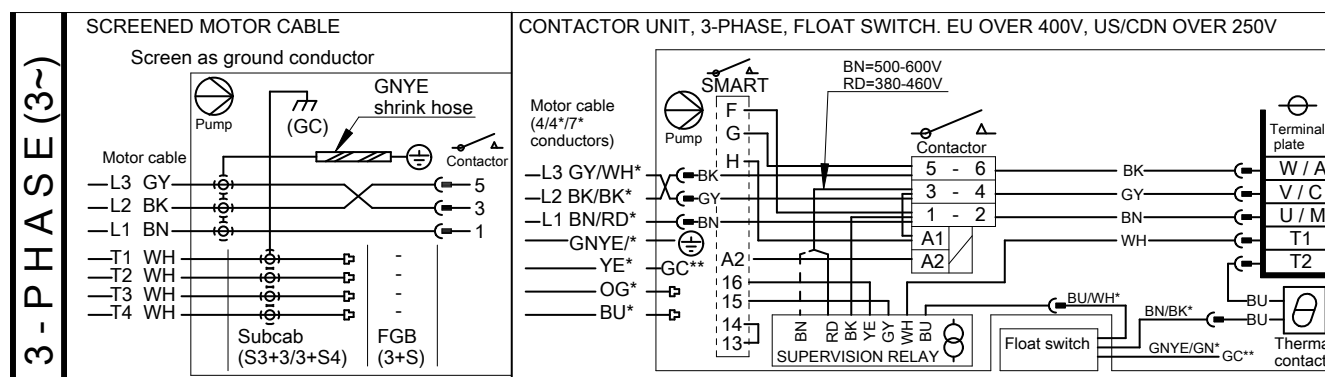 3 - PHASE (3~)
SCREENED MOTOR CABLE
Screen as ground conductor
Pump
(GC)
GNYE
shrink hose
Motor cable
Contactor
L3 GY
5
L2 BK
3
L1 BN
1
T1 WH
-
T2 WH
-
T3 WH
-
T4 WH
-
Subcab
(S3+3/3+S4)
FGB
(3+S)
CONTACTOR UNIT, 3-PHASE, FLOAT SWITCH. EU OVER 400V, US/CDN OVER 250V
BN=500-600V
RD=380-460V
SMART
Motor cable
(4/4*/7*
conductors)
Pump
F
G
H
Contactor
Terminal
plate
L3 GY/WH*
BK
5 - 6
BK
W / A
L2 BK/BK*
GY
3 - 4
GY
V / C
L1 BN/RD*
BN
1 - 2
BN
U / M
GNYE/*
A1
WH
T1
YE*
GC**
A2
A2
T2
OG*
16
BU*
15
14
13
BN
RD
BK
YE
GY
WH
BU
SUPERVISION RELAY
BU/WH*
BN/BK*
BU
BU
Float switch
GNYE/GN*
GC**
Therma
contact